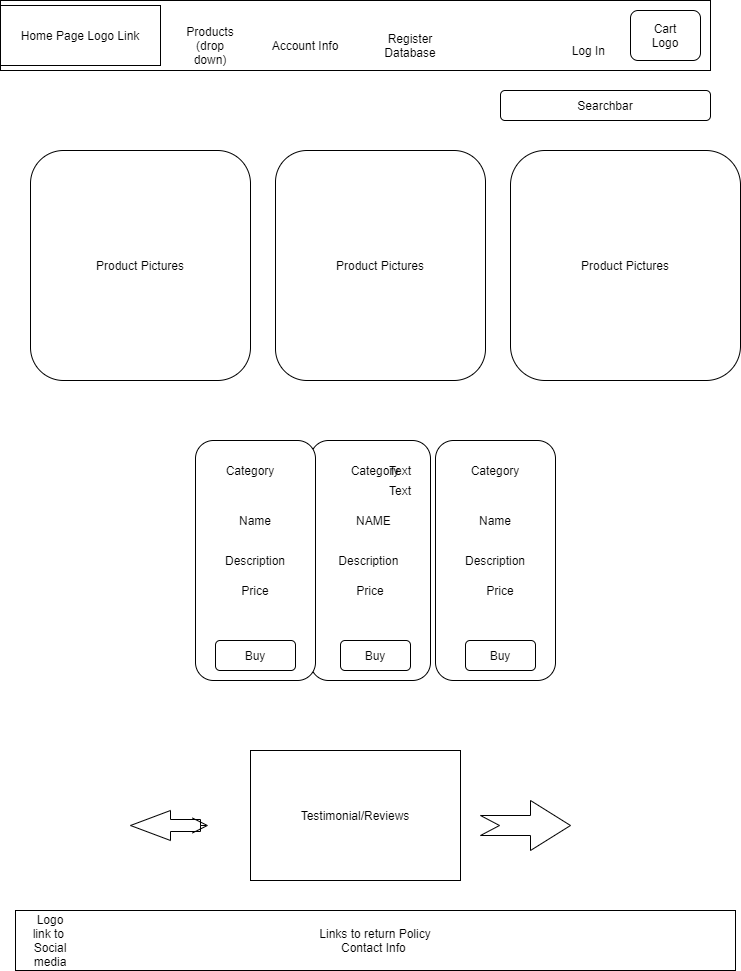 Home Page Logo Link
Products
(drop
down)
Account Info
Register
Database
Log In
Cart
Logo
Searchbar
Product Pictures
Product Pictures
Product Pictures
Category
Name
Description
Price
Buy
Category
Text
Text
NAME
Description
Price
Buy
Category
Name
Description
Price
Buy
Testimonial/Reviews
Logo
link to
Social
media
Links to return Policy
Contact Info